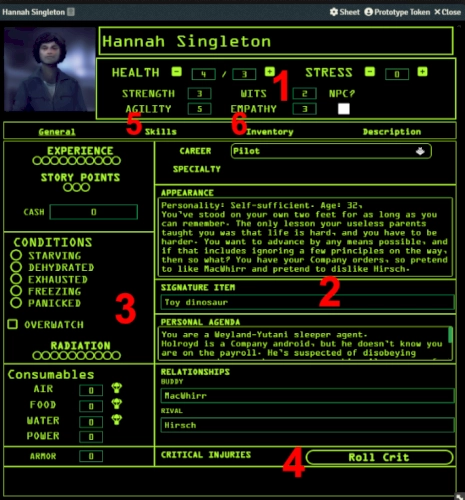 Hannah Singleton
Sheet Prototype Token Close
Hannah Singleton
HEALTH 4 / 3 STRESS 0
1
STRENGTH 3 WITS 2 NPC?
AGILITY 5 EMPATHY 3
5 6
General Skills Inventory Description
EXPERIENCE
STORY POINTS
CASH 0
CAREER Pilot
SPECIALTY
APPEARANCE
Personality: Self-sufficient. Age: 32.
You've stood on your own two feet for as long as you
can remember. The only lesson your useless parents
taught you was that life is hard, and you have to be
harder. You want to advance by any means possible, and
if that includes ignoring a few principles on the way,
then so what? You have your Company orders, so pretend
to like MacWhirr and pretend to dislike Hirsch.
CONDITIONS
STARVING
DEHYDRATED
EXHAUSTED
FREEZING
PANICKED
3
OVERWATCH
RADIATION
2
SIGNATURE ITEM
Toy dinosaur
PERSONAL AGENDA
You are a Weyland-Yutani sleeper agent.
Holroyd is a Company android, but he doesn't know you
are on the payroll. He's suspected of disobeying
Consumables
AIR 0
FOOD 0
WATER 0
POWER 0
ARMOR 0
RELATIONSHIPS
BUDDY
MacWhirr
RIVAL
Hirsch
CRITICAL INJURIES 4 Roll Crit